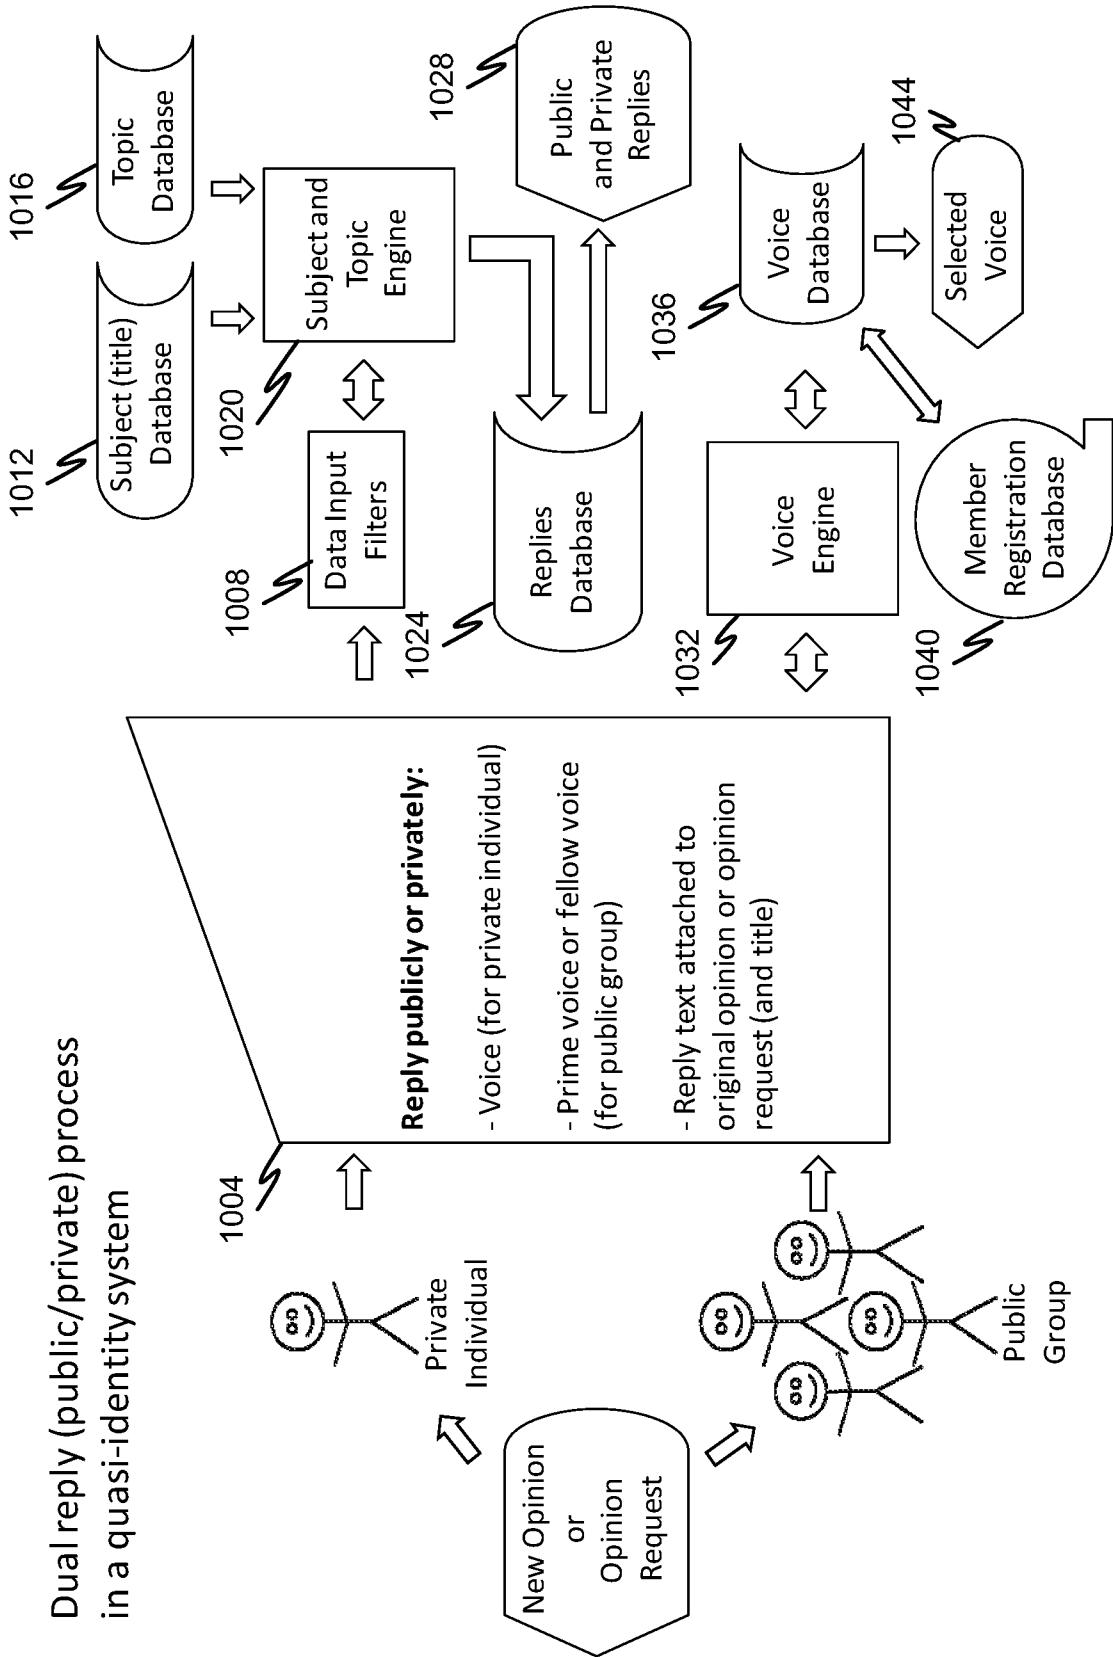 Dual reply (public/private) process
in a quasi-identity system
New Opinion
or
Opinion
Request
Private
Individual
Public
Group
1004
Reply publicly or privately:
- Voice (for private individual)
- Prime voice or fellow voice
(for public group)
- Reply text attached to
original opinion or opinion
request (and title)
1008
Data Input
Filters
1012
Subject (title)
Database
1016
Topic
Database
1020
Subject and
Topic
Engine
1024
Replies
Database
1028
Public
and Private
Replies
1032
Voice
Engine
1036
Voice
Database
1040
Member
Registration
Database
1044
Selected
Voice